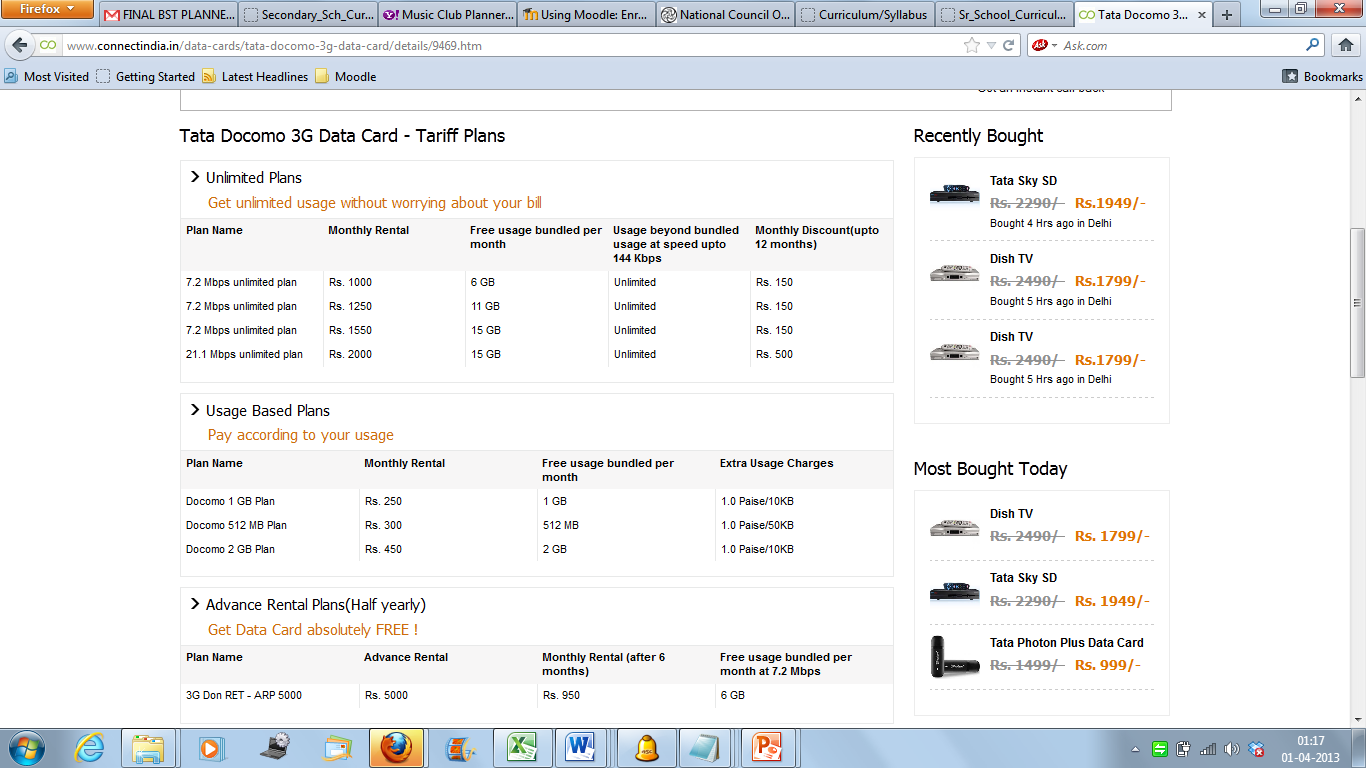 Firefox
FINAL BST PLANNE...
Secondary_Sch_Cur...
Music Club Planner...
Using Moodle: Enr...
National Council O...
Curriculum/Syllabus
Sr_School_Curricul...
Tata Docomo 3...
www.connectindia.in/data-cards/tata-docomo-3g-data-card/details/9469.htm
Ask Ask.com
Most Visited Getting Started Latest Headlines Moodle Bookmarks
Tata Docomo 3G Data Card - Tariff Plans
Unlimited Plans
Get unlimited usage without worrying about your bill
Plan Name Monthly Rental Free usage bundled per month Usage beyond bundled usage at speed upto 144 Kbps Monthly Discount(upto 12 months)
7.2 Mbps unlimited plan Rs. 1000 6 GB Unlimited Rs. 150
7.2 Mbps unlimited plan Rs. 1250 11 GB Unlimited Rs. 150
7.2 Mbps unlimited plan Rs. 1550 15 GB Unlimited Rs. 150
21.1 Mbps unlimited plan Rs. 2000 15 GB Unlimited Rs. 500
Usage Based Plans
Pay according to your usage
Plan Name Monthly Rental Free usage bundled per month Extra Usage Charges
Docomo 1 GB Plan Rs. 250 1 GB 1.0 Paise/10KB
Docomo 512 MB Plan Rs. 300 512 MB 1.0 Paise/50KB
Docomo 2 GB Plan Rs. 450 2 GB 1.0 Paise/10KB
Advance Rental Plans(Half yearly)
Get Data Card absolutely FREE !
Plan Name Advance Rental Monthly Rental (after 6 months) Free usage bundled per month at 7.2 Mbps
3G Don RET - ARP 5000 Rs. 5000 Rs. 950 6 GB
Recently Bought
Tata Sky SD
Rs. 2290/- Rs.1949/-
Bought 4 Hrs ago in Delhi
Dish TV
Rs. 2490/- Rs.1799/-
Bought 5 Hrs ago in Delhi
Dish TV
Rs. 2490/- Rs.1799/-
Bought 5 Hrs ago in Delhi
Most Bought Today
Dish TV
Rs. 2490/- Rs. 1799/-
Tata Sky SD
Rs. 2290/- Rs. 1949/-
Tata Photon Plus Data Card
Rs. 1499/- Rs. 999/-
01:17
01-04-2013